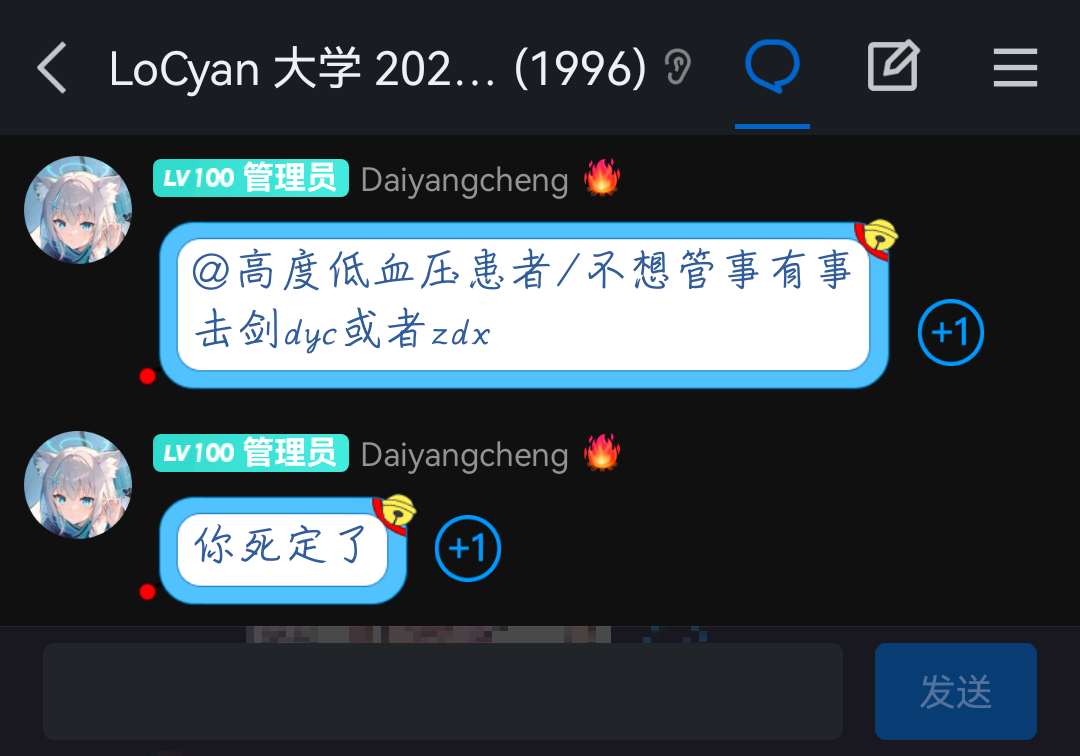 LoCyan 大学 202… (1996)
LV100 管理员 Daiyangcheng
@高度低血压患者/不想管事有事
击剑dyc或者zdx
+1
LV100 管理员 Daiyangcheng
你死定了
+1
发送